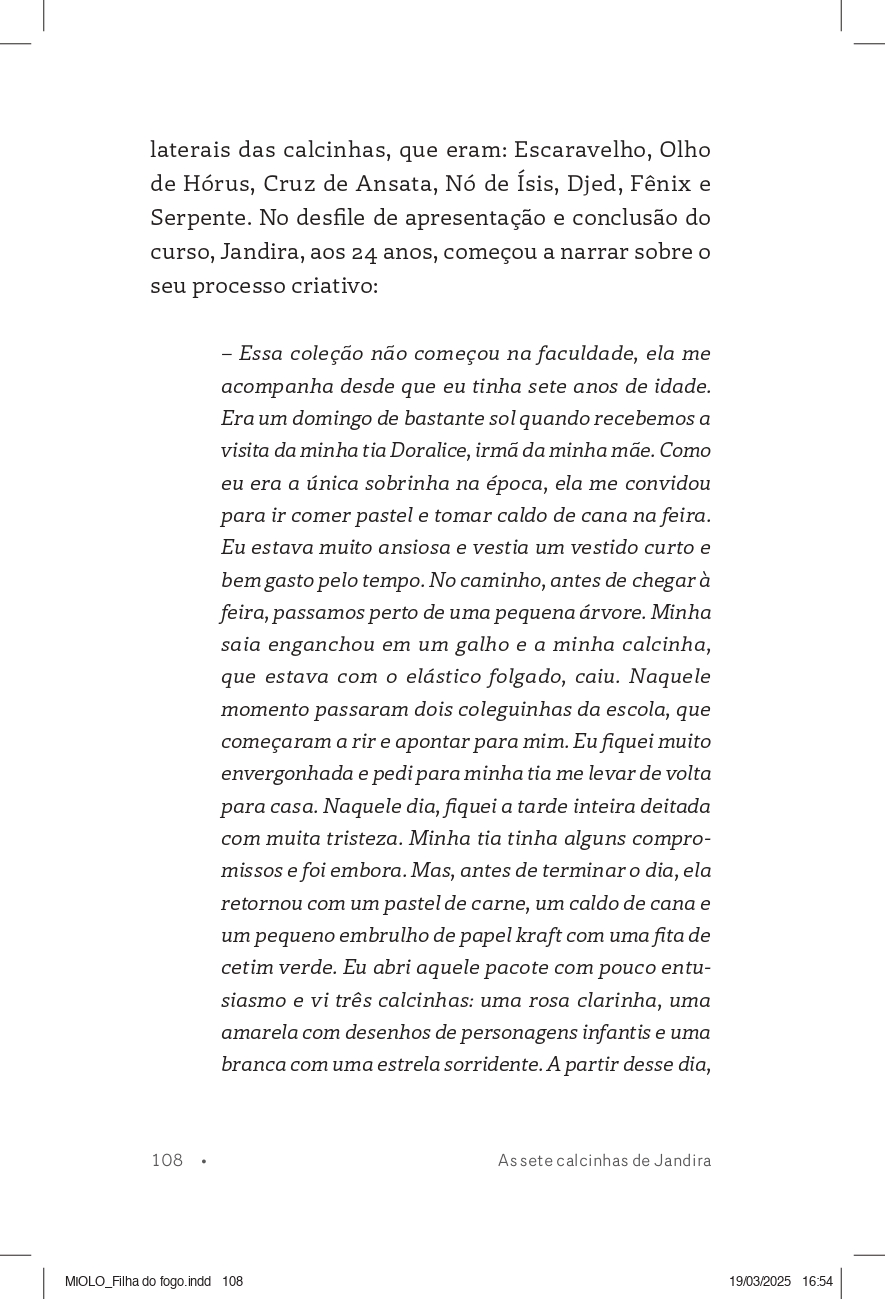 laterais das calcinhas, que eram: Escaravelho, Olho
de Hórus, Cruz de Ansata, Nó de Ísis, Djed, Fênix e
Serpente. No desfile de apresentação e conclusão do
curso, Jandira, aos 24 anos, começou a narrar sobre o
seu processo criativo:
– Essa coleção não começou na faculdade, ela me
acompanha desde que eu tinha sete anos de idade.
Era um domingo de bastante sol quando recebemos a
visita da minha tia Doralice, irmã da minha mãe. Como
eu era a única sobrinha na época, ela me convidou
para ir comer pastel e tomar caldo de cana na feira.
Eu estava muito ansiosa e vestia um vestido curto e
bem gasto pelo tempo. No caminho, antes de chegar à
feira, passamos perto de uma pequena árvore. Minha
saia enganchou em um galho e a minha calcinha,
que estava com o elástico folgado, caiu. Naquele
momento passaram dois coleguinhas da escola, que
começaram a rir e apontar para mim. Eu fiquei muito
envergonhada e pedi para minha tia me levar de volta
para casa. Naquele dia, fiquei a tarde inteira deitada
com muita tristeza. Minha tia tinha alguns compro-
missos e foi embora. Mas, antes de terminar o dia, ela
retornou com um pastel de carne, um caldo de cana e
um pequeno embrulho de papel kraft com uma fita de
cetim verde. Eu abri aquele pacote com pouco entu-
siasmo e vi três calcinhas: uma rosa clarinha, uma
amarela com desenhos de personagens infantis e uma
branca com uma estrela sorridente. A partir desse dia,
108 • As sete calcinhas de Jandira
MIOLO_Filha do fogo.indd 108 19/03/2025 16:54